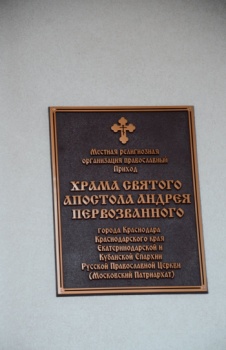 Местная религиозная
организация православный
Приход
ХРАМА СВЯТОГО
АПОСТОЛА АНДРЕЯ
ПЕРВОЗВАННОГО
города Краснодара
Краснодарского края
Екатеринодарской и
Кубанской Епархии
Русской Православной Церкви
(Московский Патриархат)